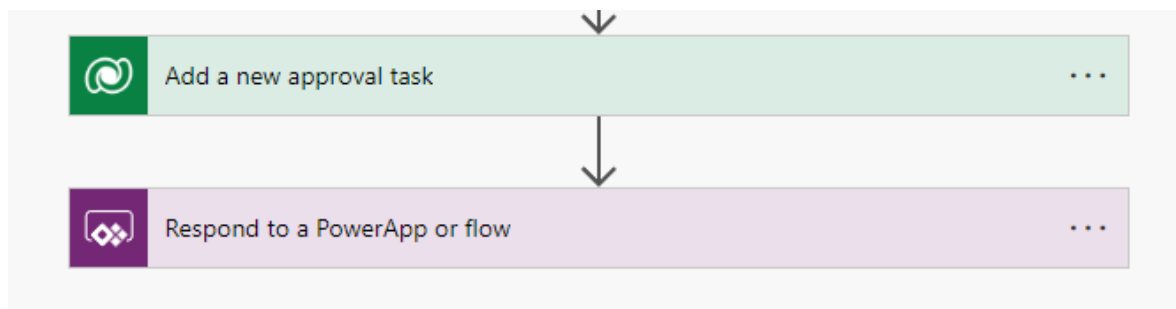 Add a new approval task
Respond to a PowerApp or flow